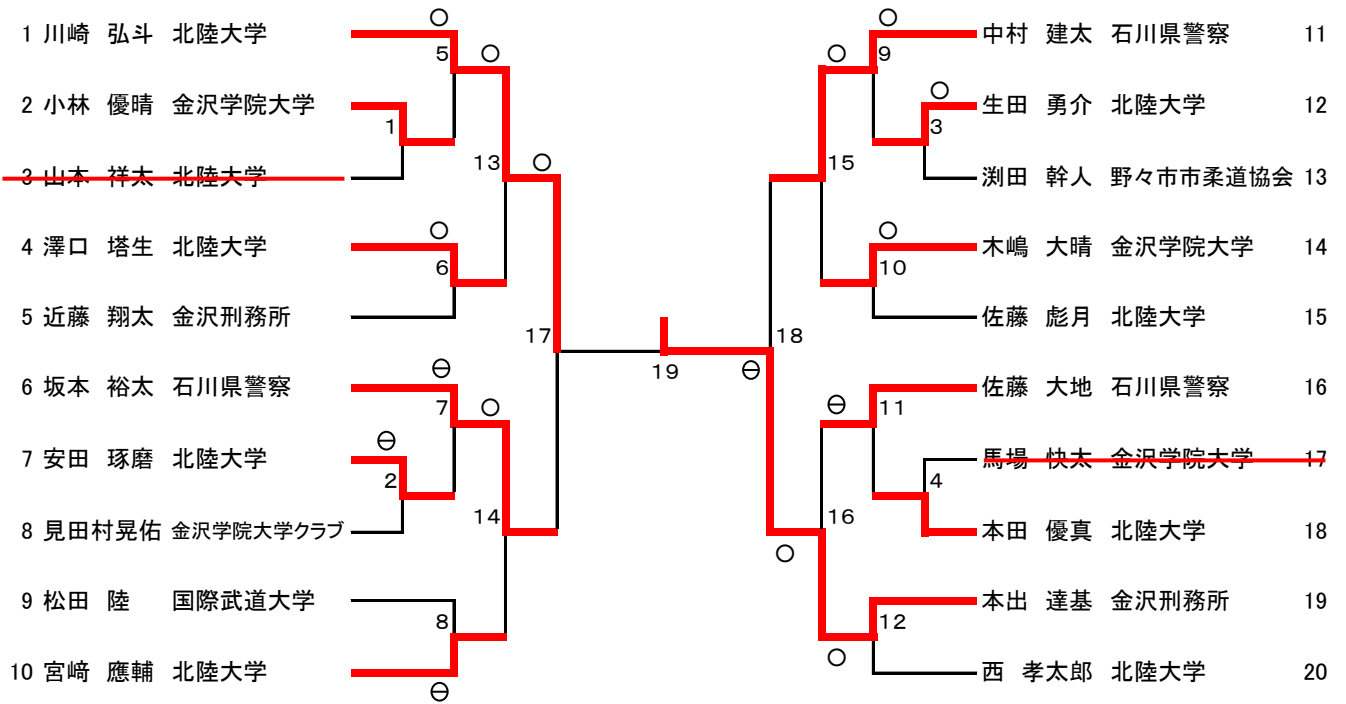 1 川崎 弘斗 北陸大学
2 小林 優晴 金沢学院大学
3 山本 祥太 北陸大学
4 澤口 塔生 北陸大学
5 近藤 翔太 金沢刑務所
6 坂本 裕太 石川県警察
7 安田 琢磨 北陸大学
8 見田村晃佑 金沢学院大学クラブ
9 松田 陸 国際武道大学
10 宮﨑 應輔 北陸大学
5
1
13
6
17
7
2
14
8
19
9
3
15
10
18
11
4
16
12
中村 建太 石川県警察 11
生田 勇介 北陸大学 12
渕田 幹人 野々市市柔道協会 13
木嶋 大晴 金沢学院大学 14
佐藤 彪月 北陸大学 15
佐藤 大地 石川県警察 16
馬場 快太 金沢学院大学 17
本田 優真 北陸大学 18
本出 達基 金沢刑務所 19
西 孝太郎 北陸大学 20